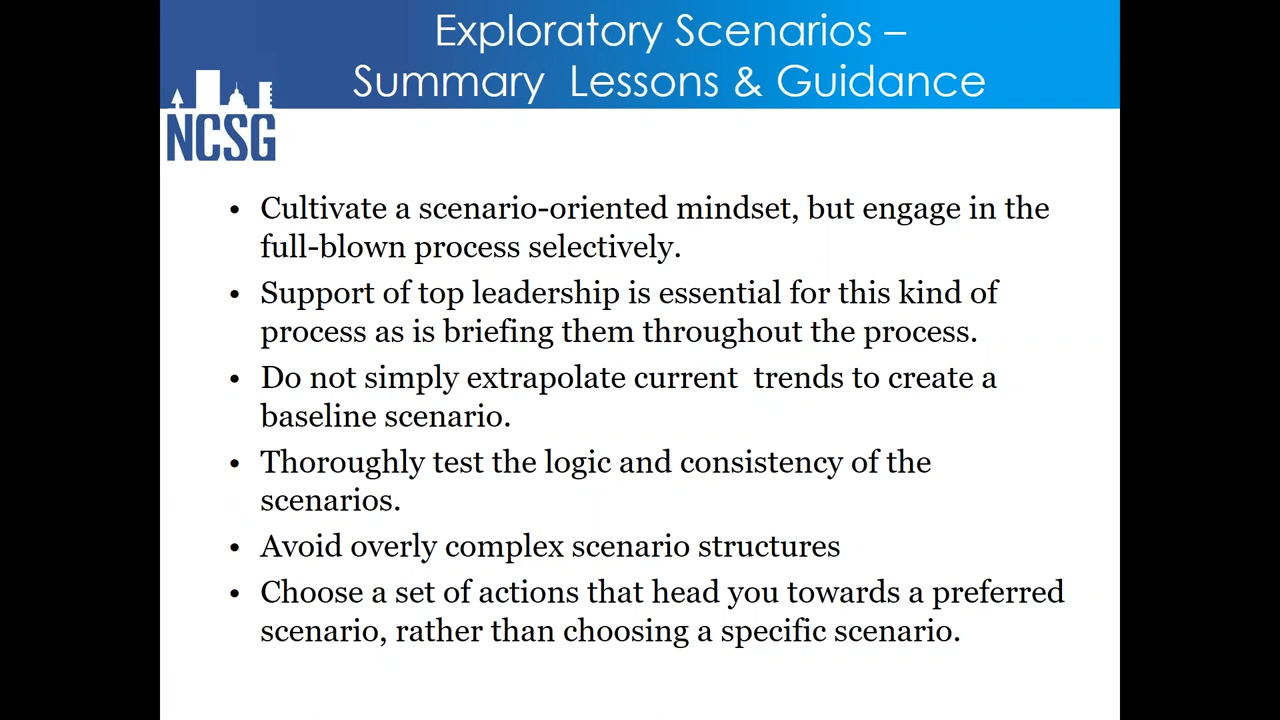 Exploratory Scenarios –
Summary  Lessons & Guidance
NCSG
• Cultivate a scenario-oriented mindset, but engage in the
full-blown process selectively.
• Support of top leadership is essential for this kind of
process as is briefing them throughout the process.
• Do not simply extrapolate current  trends to create a
baseline scenario.
• Thoroughly test the logic and consistency of the
scenarios.
• Avoid overly complex scenario structures
• Choose a set of actions that head you towards a preferred
scenario, rather than choosing a specific scenario.